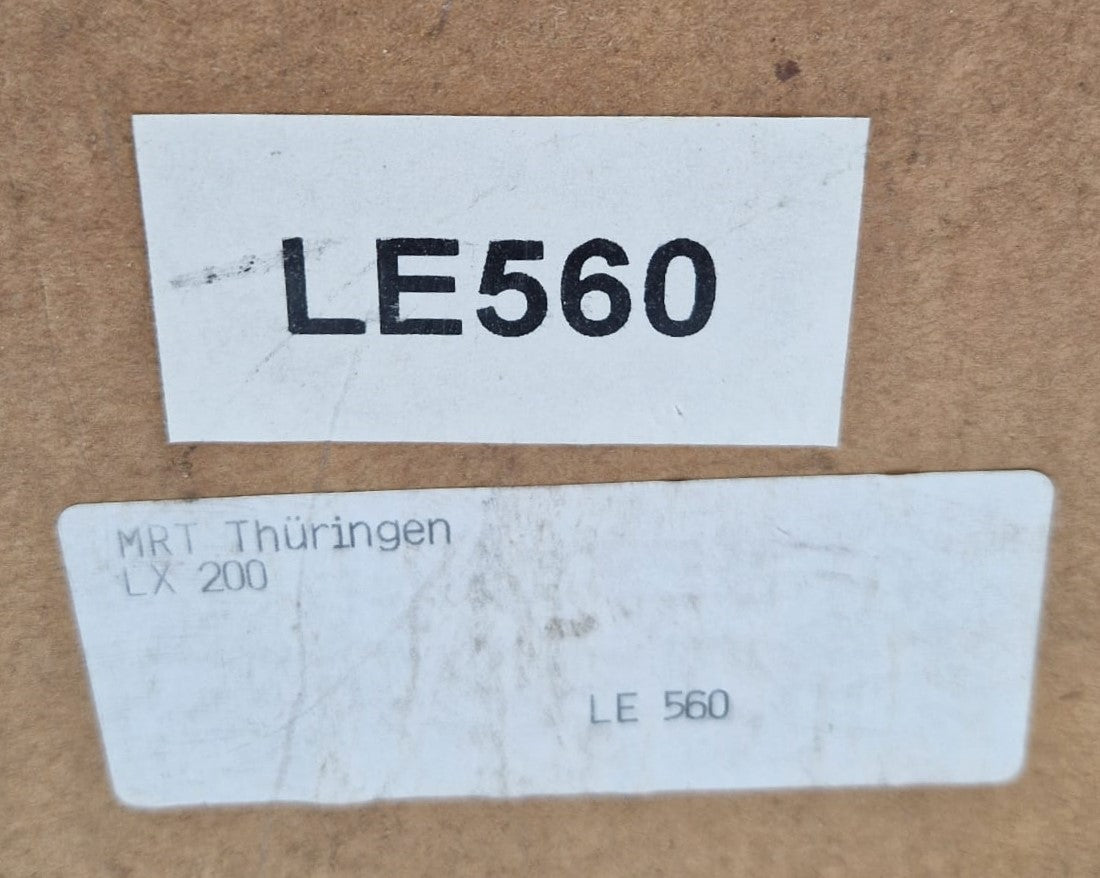 LE560
MRT Thüringen
LX 200
LE 560